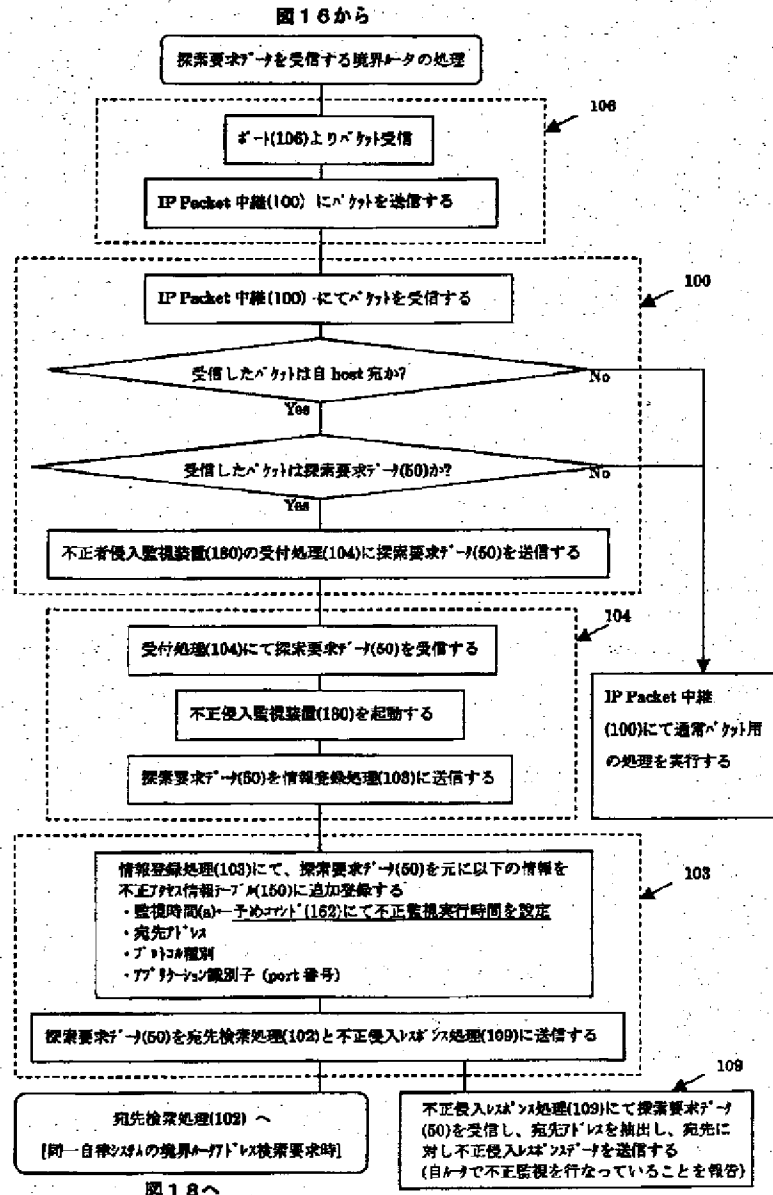 図16から
探索要求データを受信する境界ルータの処理
106
ポート(106)よりパケット受信
IP Packet 中継(100) にパケットを送信する
100
IP Packet 中継(100) にてパケットを受信する
受信したパケットは自 host 宛か?
No
Yes
受信したパケットは探索要求データ(50)か?
No
Yes
不正者侵入監視装置(180)の受付処理(104)に探索要求データ(50)を送信する
104
受付処理(104)にて探索要求データ(50)を受信する
不正侵入監視装置(180)を起動する
探索要求データ(50)を情報登録処理(103)に送信する
IP Packet 中継
(100)にて通常パケット用
の処理を実行する
103
情報登録処理(103)にて、探索要求データ(50)を元に以下の情報を
不正アクセス情報テーブル(150)に追加登録する
・監視時間(a)←予めコマンド(162)にて不正監視実行時間を設定
・宛先アドレス
・プロトコル種別
・アプリケーション識別子 (port 番号)
探索要求データ(50)を宛先検索処理(102)と不正侵入レスポンス処理(109)に送信する
109
宛先検索処理(102) へ
[同一自律システムの境界ルータアドレス検索要求時]
不正侵入レスポンス処理(109)にて探索要求データ
(50)を受信し、宛先アドレスを抽出し、宛先に
対し不正侵入レスポンスデータを送信する
(自ルータで不正監視を行なっていることを報告)
図18へ